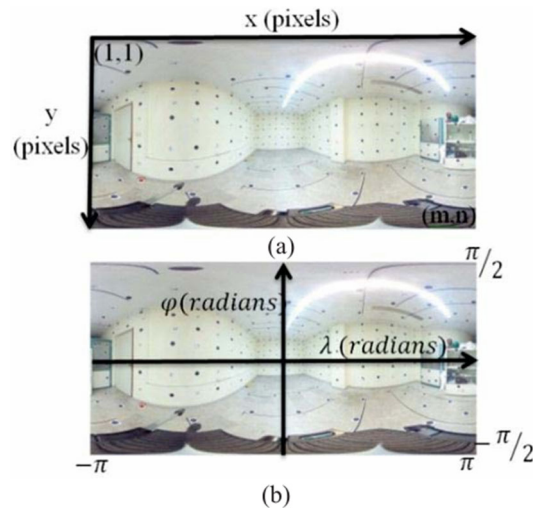 x (pixels)
(1,1)
y
(pixels)
(m,n)
(a)
π/2
φ(radians)
λ (radians)
−π/2
−π
π
(b)